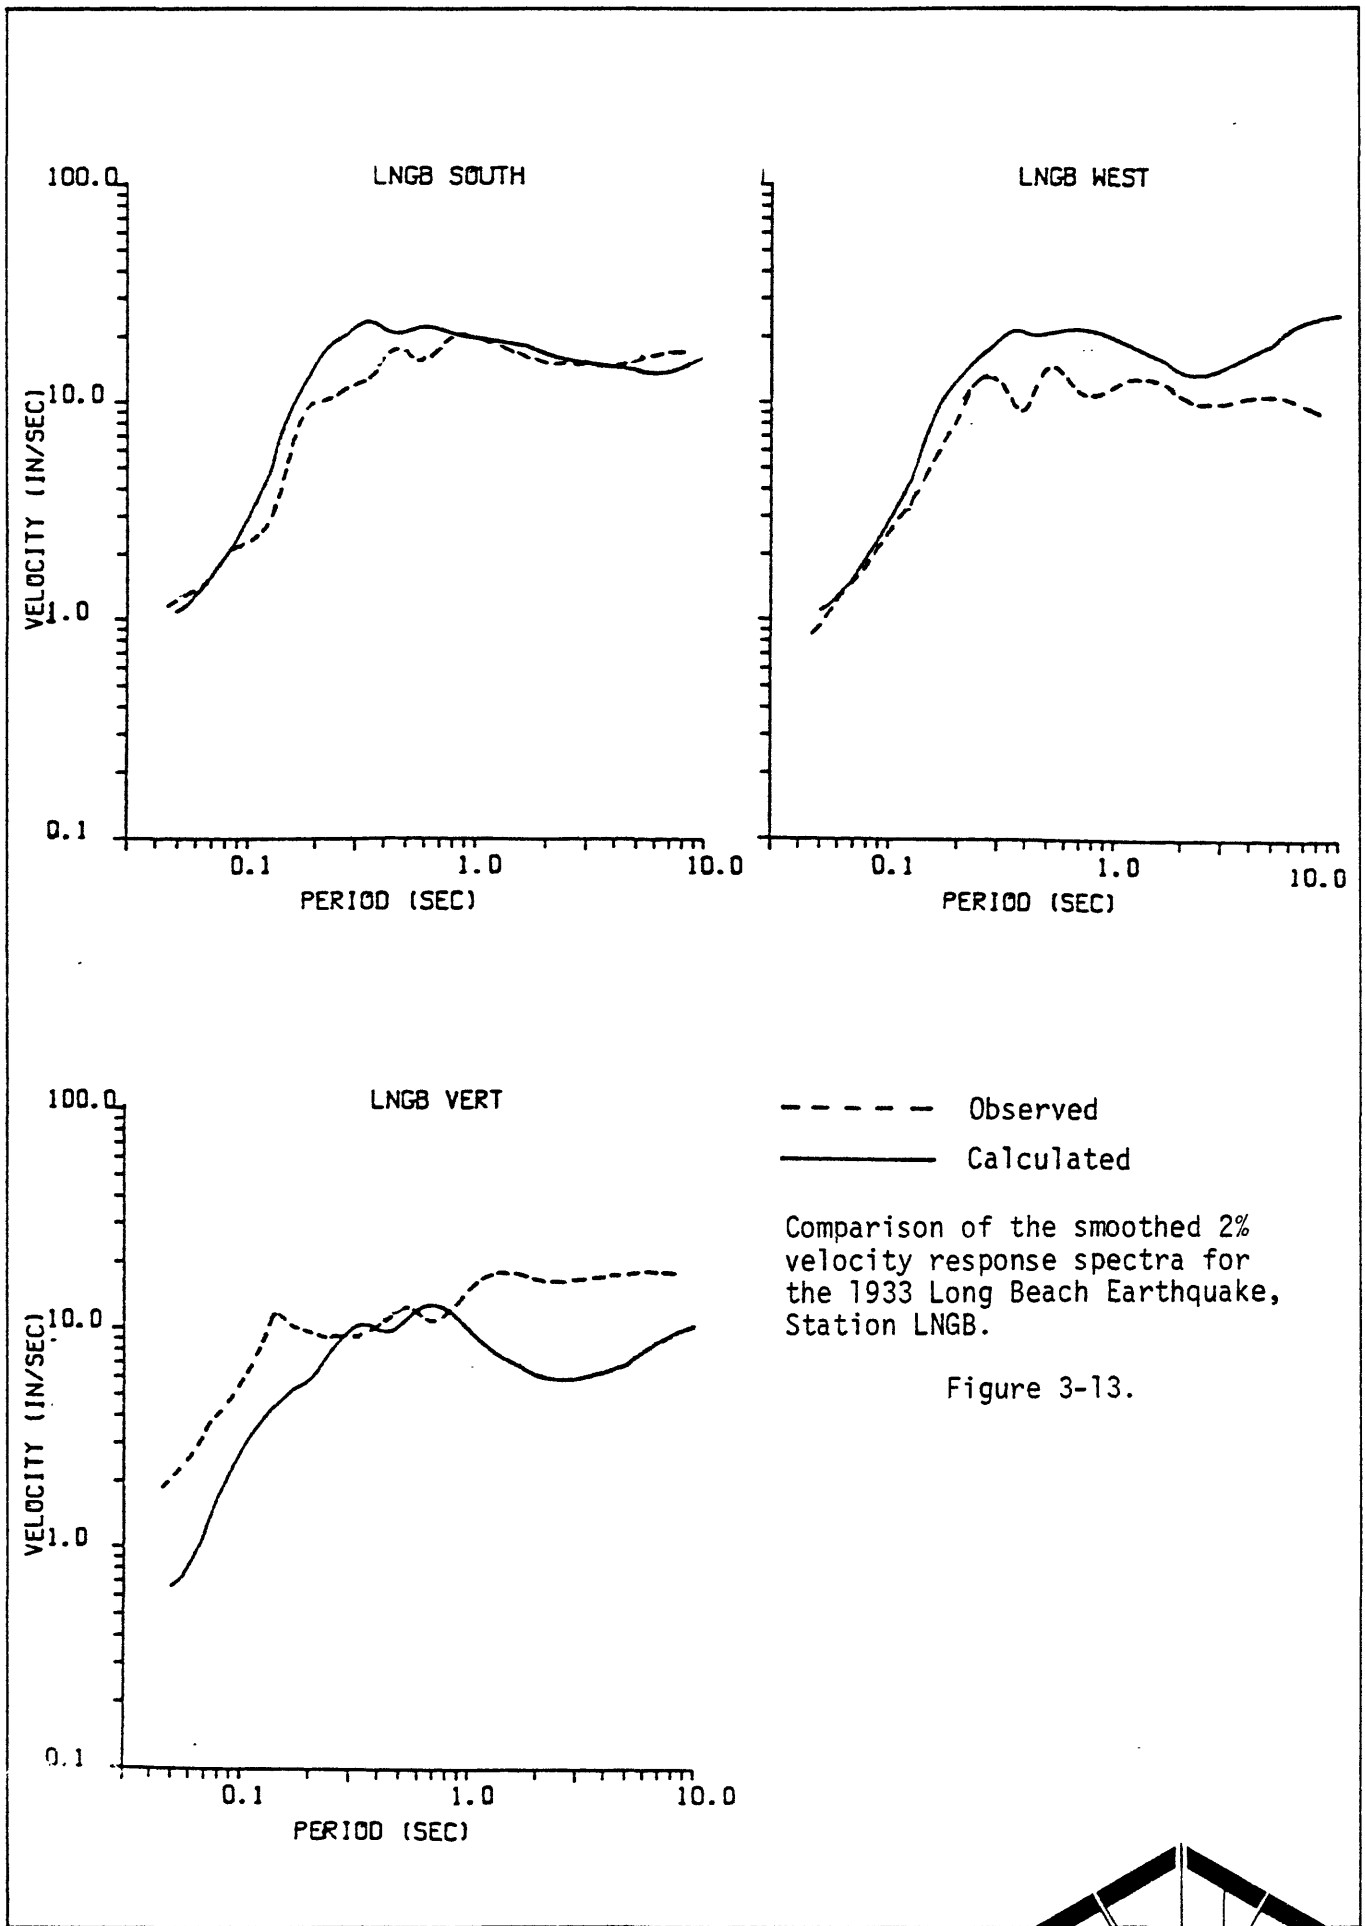 LNGB SOUTH
100.0
10.0
1.0
0.1
VELOCITY (IN/SEC)
0.1 1.0 10.0
PERIOD (SEC)
LNGB WEST
0.1 1.0 10.0
PERIOD (SEC)
LNGB VERT
100.0
10.0
1.0
0.1
VELOCITY (IN/SEC)
0.1 1.0 10.0
PERIOD (SEC)
Observed
Calculated
Comparison of the smoothed 2%
velocity response spectra for
the 1933 Long Beach Earthquake,
Station LNGB.
Figure 3-13.